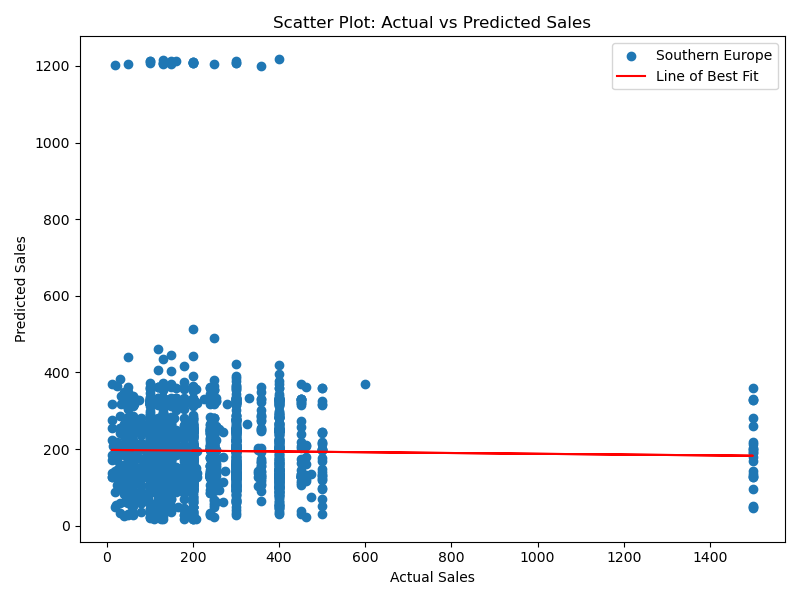 Scatter Plot: Actual vs Predicted Sales
Southern Europe
Line of Best Fit
1200
1000
800
600
400
200
0
Predicted Sales
0 200 400 600 800 1000 1200 1400
Actual Sales